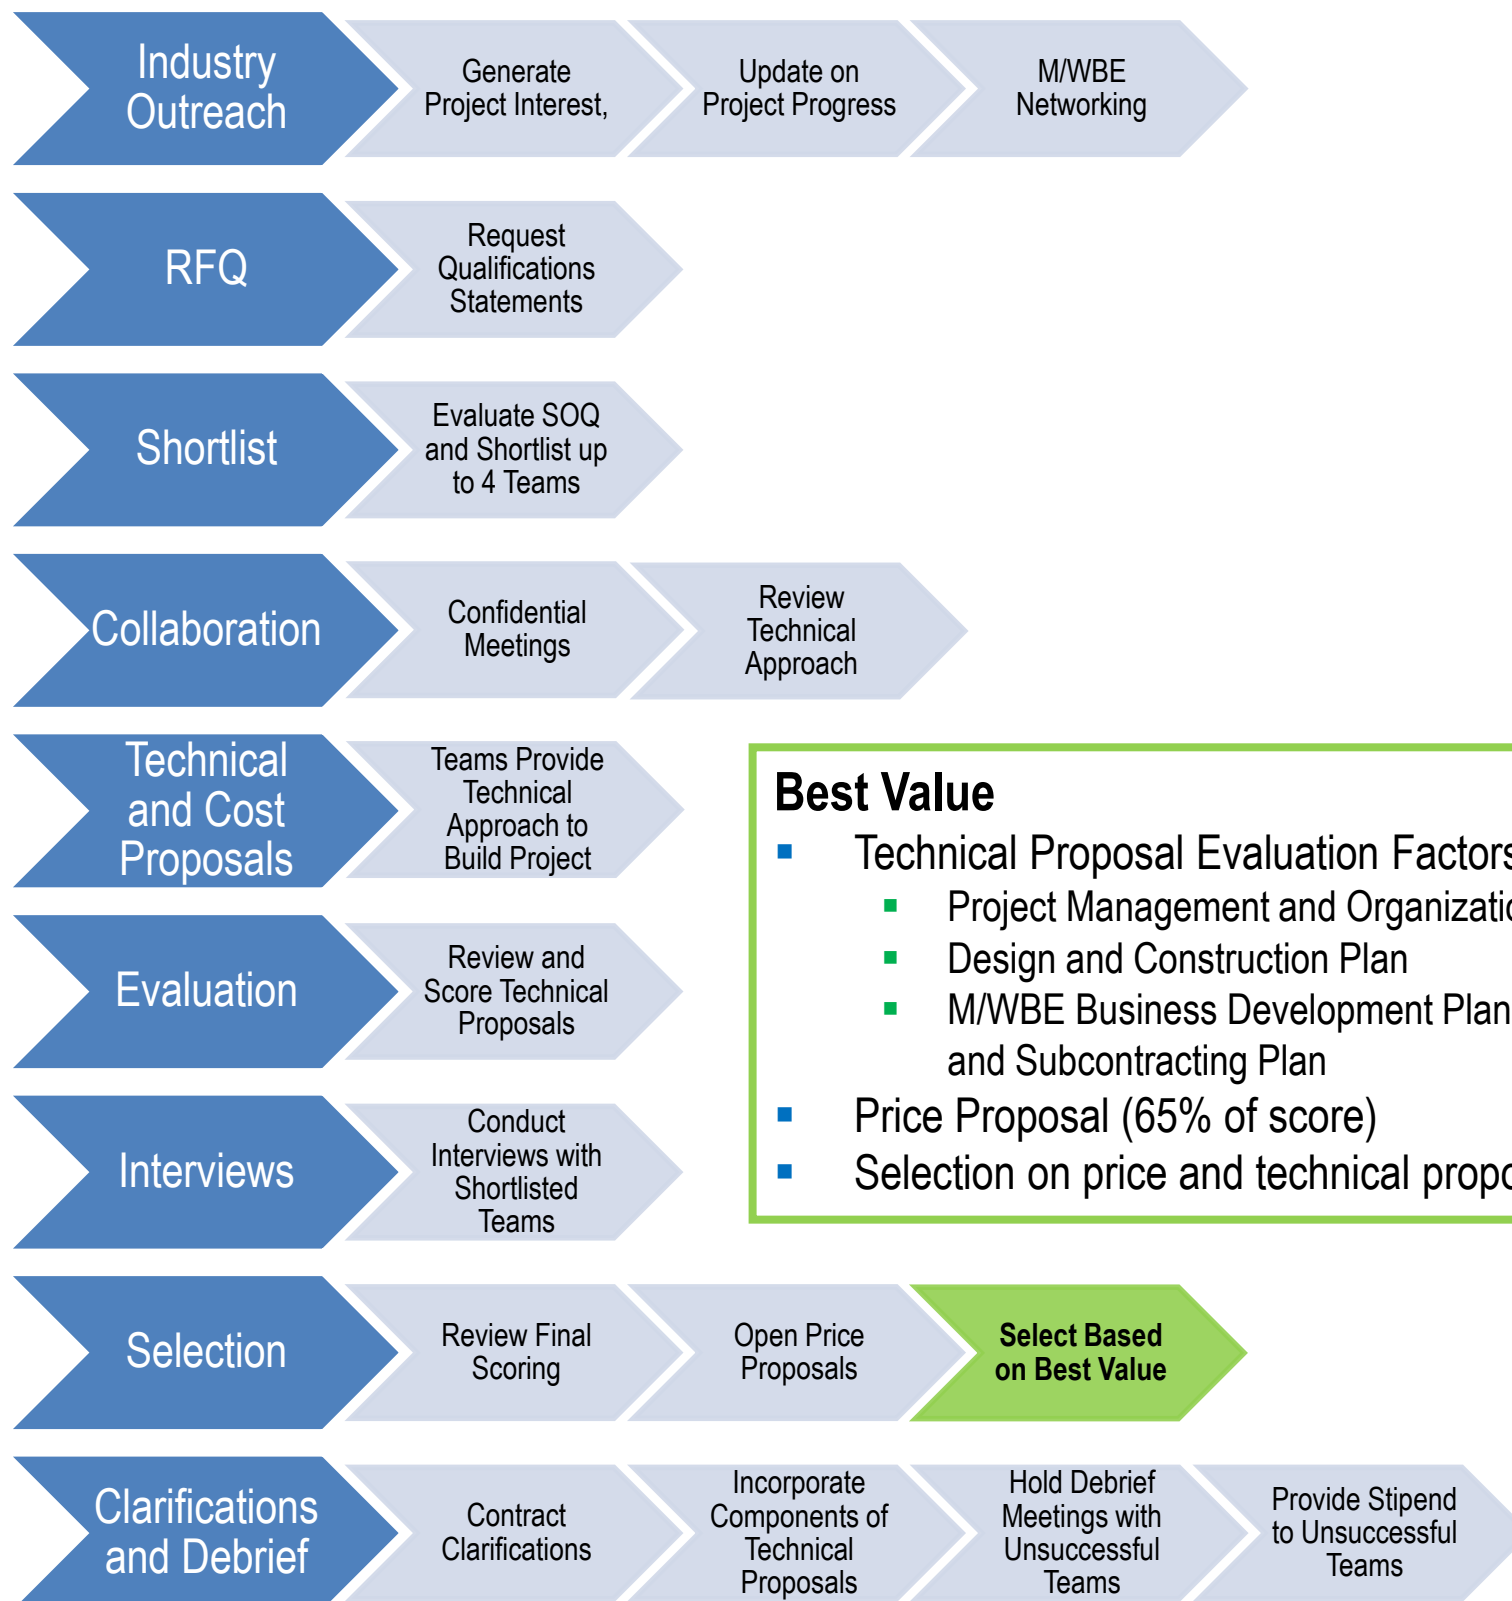 Industry
Outreach
Generate
Project Interest,
Update on
Project Progress
M/WBE
Networking
RFQ
Request
Qualifications
Statements
Shortlist
Evaluate SOQ
and Shortlist up
to 4 Teams
Collaboration
Confidential
Meetings
Review
Technical
Approach
Technical
and Cost
Proposals
Teams Provide
Technical
Approach to
Build Project
Best Value
▪ Technical Proposal Evaluation Factors
▪ Project Management and
▪ Design and Construction Plan
▪ M/WBE Business Development Plan
and Subcontracting Plan
▪ Price Proposal (65% of score)
▪ Selection on price and technical
Evaluation
Review and
Score Technical
Proposals
Interviews
Conduct
Interviews with
Shortlisted
Teams
Selection
Review Final
Scoring
Open Price
Proposals
Select Based
on Best Value
Clarifications
and Debrief
Contract
Clarifications
Incorporate
Components of
Technical
Proposals
Hold Debrief
Meetings with
Unsuccessful
Teams
Provide Stipend
to Unsuccessful
Teams